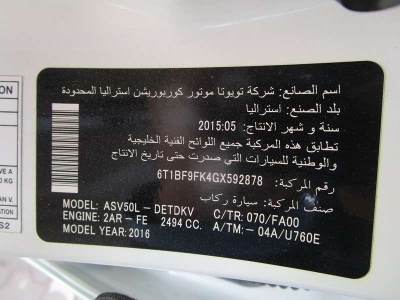 اسم الصانع: شركة تويوتا موتور كوربوريشن استراليا المحدودة
بلد الصانع: استراليا
سنة و شهر الانتاج: 2015:05
تطابق هذه المركبة جميع اللوائح الفنية الخليجية
والوطنية للسيارات التي صدرت حتى تاريخ الانتاج
رقم المركبة: 6T1BF9FK4GX592878
صنف المركبة: سيارة ركاب
MODEL: ASV50L - DETDKV C/TR: 070/FA00
ENGINE: 2AR - FE 2494 CC. A/TM: -04A/U760E
MODEL YEAR: 2016